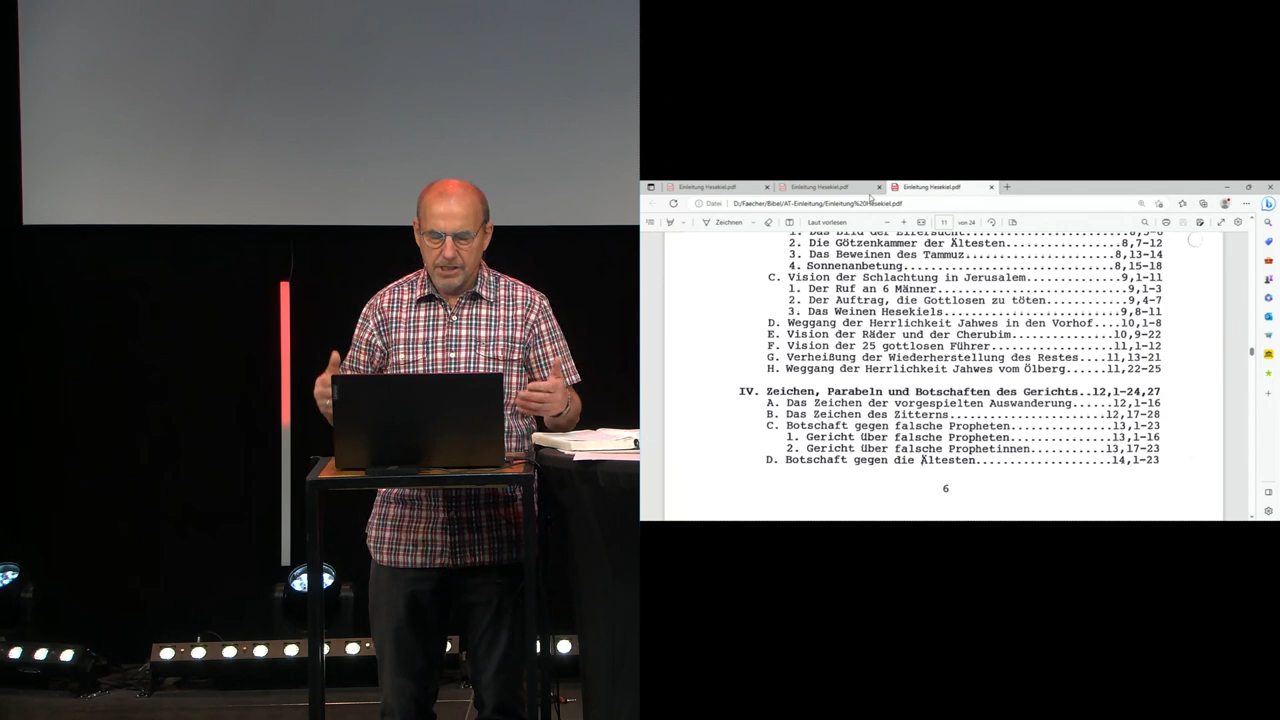 Einleitung Hesekiel.pdf
Einleitung Hesekiel.pdf
Einleitung Hesekiel.pdf
Datei D:/Faecher/Bibel/AT-Einleitung/Einleitung%20Hesekiel.pdf
Zeichnen Laut vorlesen 11 von 24
1. Das Bild der Eifersucht
2. Die Götzenkammer der Ältesten 8,7-12
3. Das Beweinen des Tammuz 8,13-14
4. Sonnenanbetung 8,15-18
C. Vision der Schlachtung in Jerusalem 9,1-11
1. Der Ruf an 6 Männer 9,1-3
2. Der Auftrag, die Gottlosen zu töten 9,4-7
3. Das Weinen Hesekiels 9,8-11
D. Weggang der Herrlichkeit Jahwes in den Vorhof....10,1-8
E. Vision der Räder und der Cherubim 10,9-22
F. Vision der 25 gottlosen Führer 11,1-12
G. Verheißung der Wiederherstellung des Restes 11,13-21
H. Weggang der Herrlichkeit Jahwes vom Ölberg 11,22-25
IV. Zeichen, Parabeln und Botschaften des Gerichts..12,1-24,27
A. Das Zeichen der vorgespielten Auswanderung 12,1-16
B. Das Zeichen des Zitterns 12,17-28
C. Botschaft gegen falsche Propheten 13,1-23
1. Gericht über falsche Propheten 13,1-16
2. Gericht über falsche Prophetinnen 13,17-23
D. Botschaft gegen die Ältesten 14,1-23
6